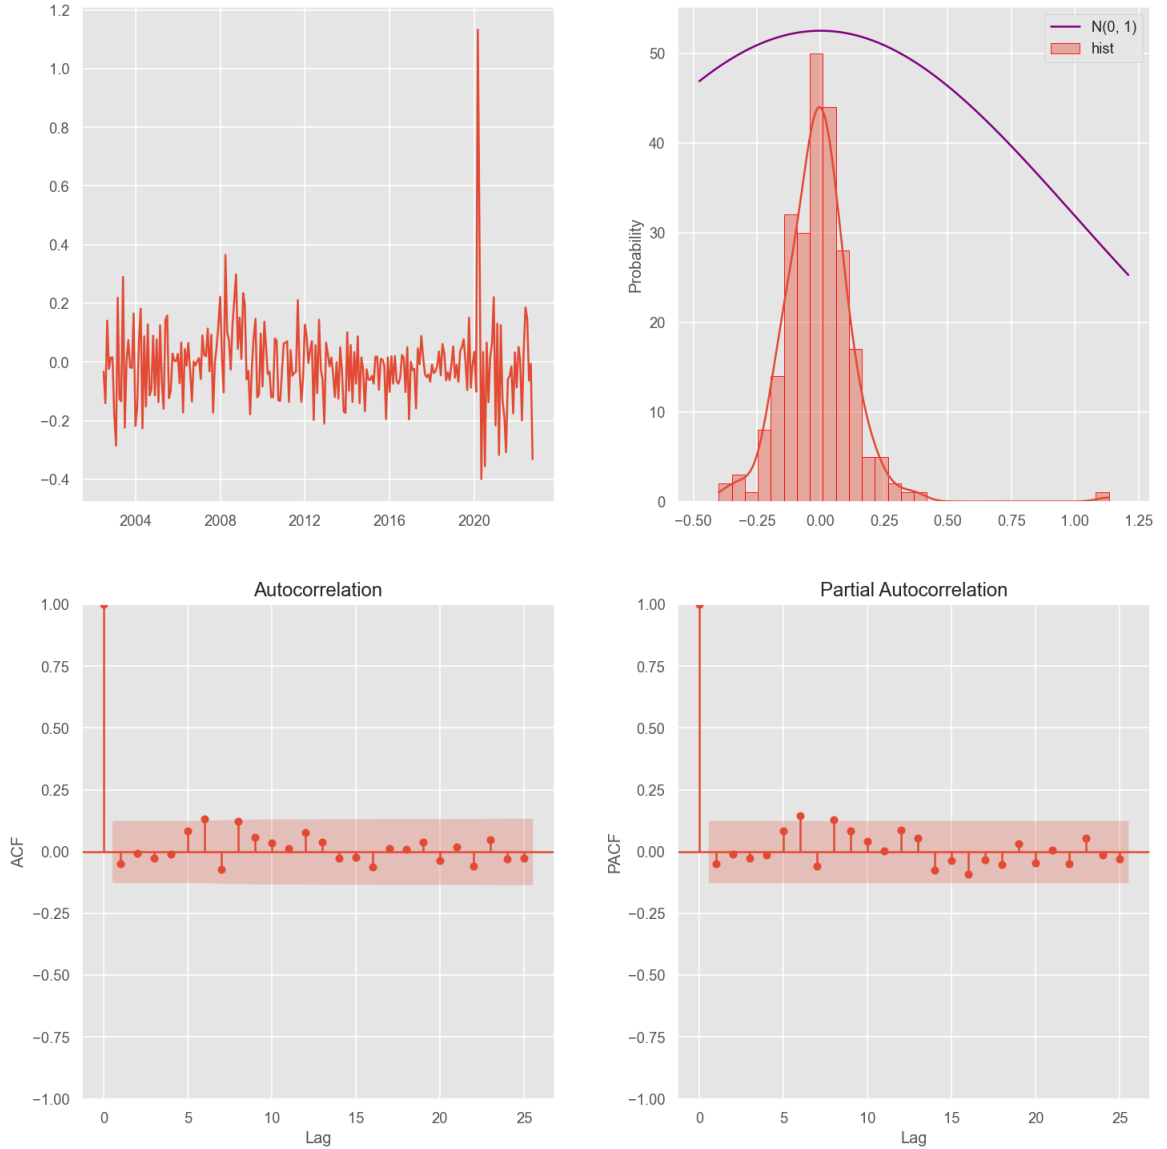 1.2
1.0
0.8
0.6
0.4
0.2
0.0
−0.2
−0.4
2004 2008 2012 2016 2020
N(0, 1)
hist
Probability
50
40
30
20
10
0
−0.50 −0.25 0.00 0.25 0.50 0.75 1.00 1.25
Autocorrelation
ACF
1.00
0.75
0.50
0.25
0.00
−0.25
−0.50
−0.75
−1.00
0 5 10 15 20 25
Lag
Partial Autocorrelation
PACF
1.00
0.75
0.50
0.25
0.00
−0.25
−0.50
−0.75
−1.00
0 5 10 15 20 25
Lag